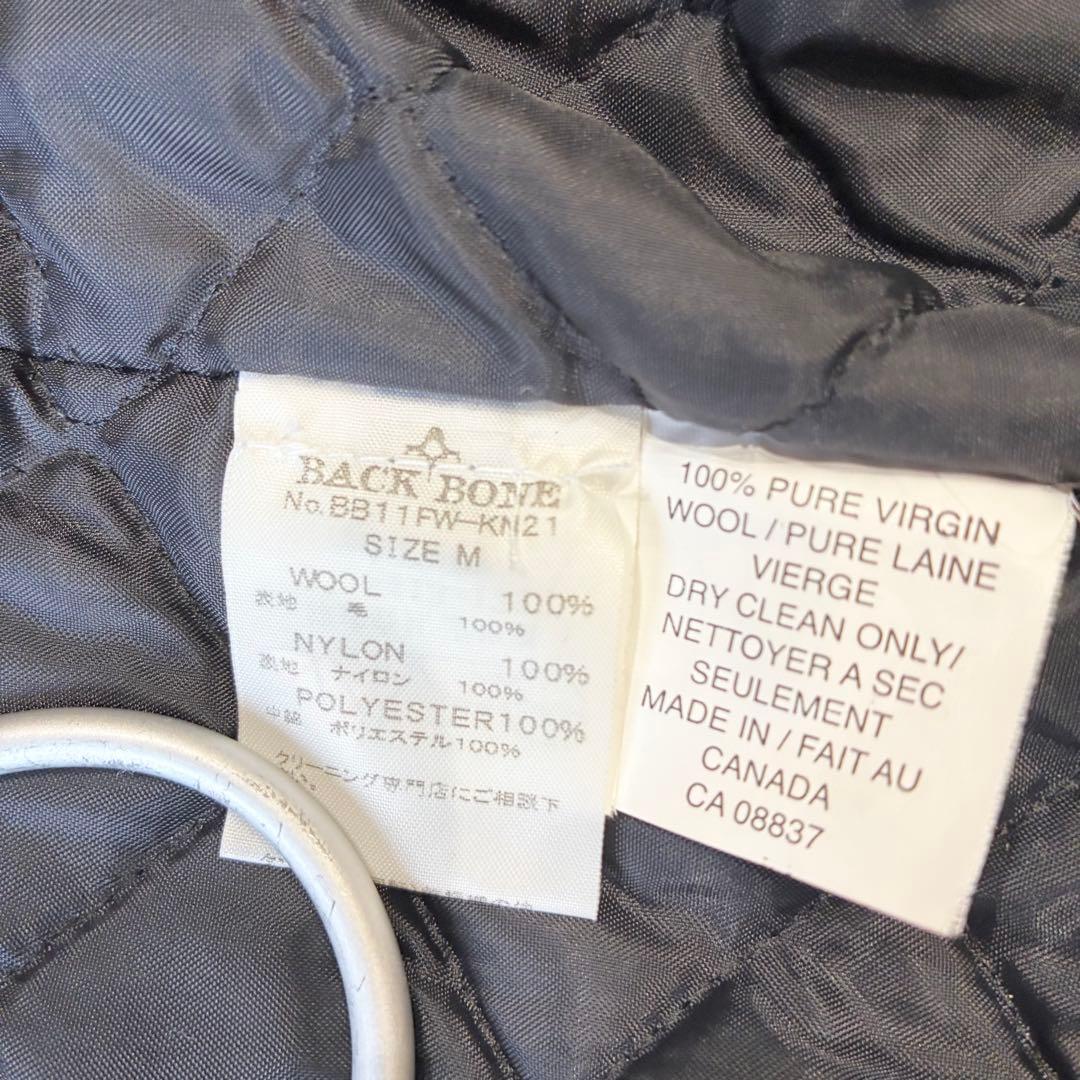 BACK BONE
No.BB11FW-KN21
SIZE M
WOOL 100%
表地 毛 100%
NYLON 100%
ナイロン 100%
POLYESTER100%
中綿 ポリエステル100%
クリーニング専門店にご相談下
さい。
100% PURE VIRGIN
WOOL / PURE LAINE
VIERGE
DRY CLEAN ONLY/
NETTOYER A SEC
SEULEMENT
MADE IN / FAIT AU
CANADA
CA 08837